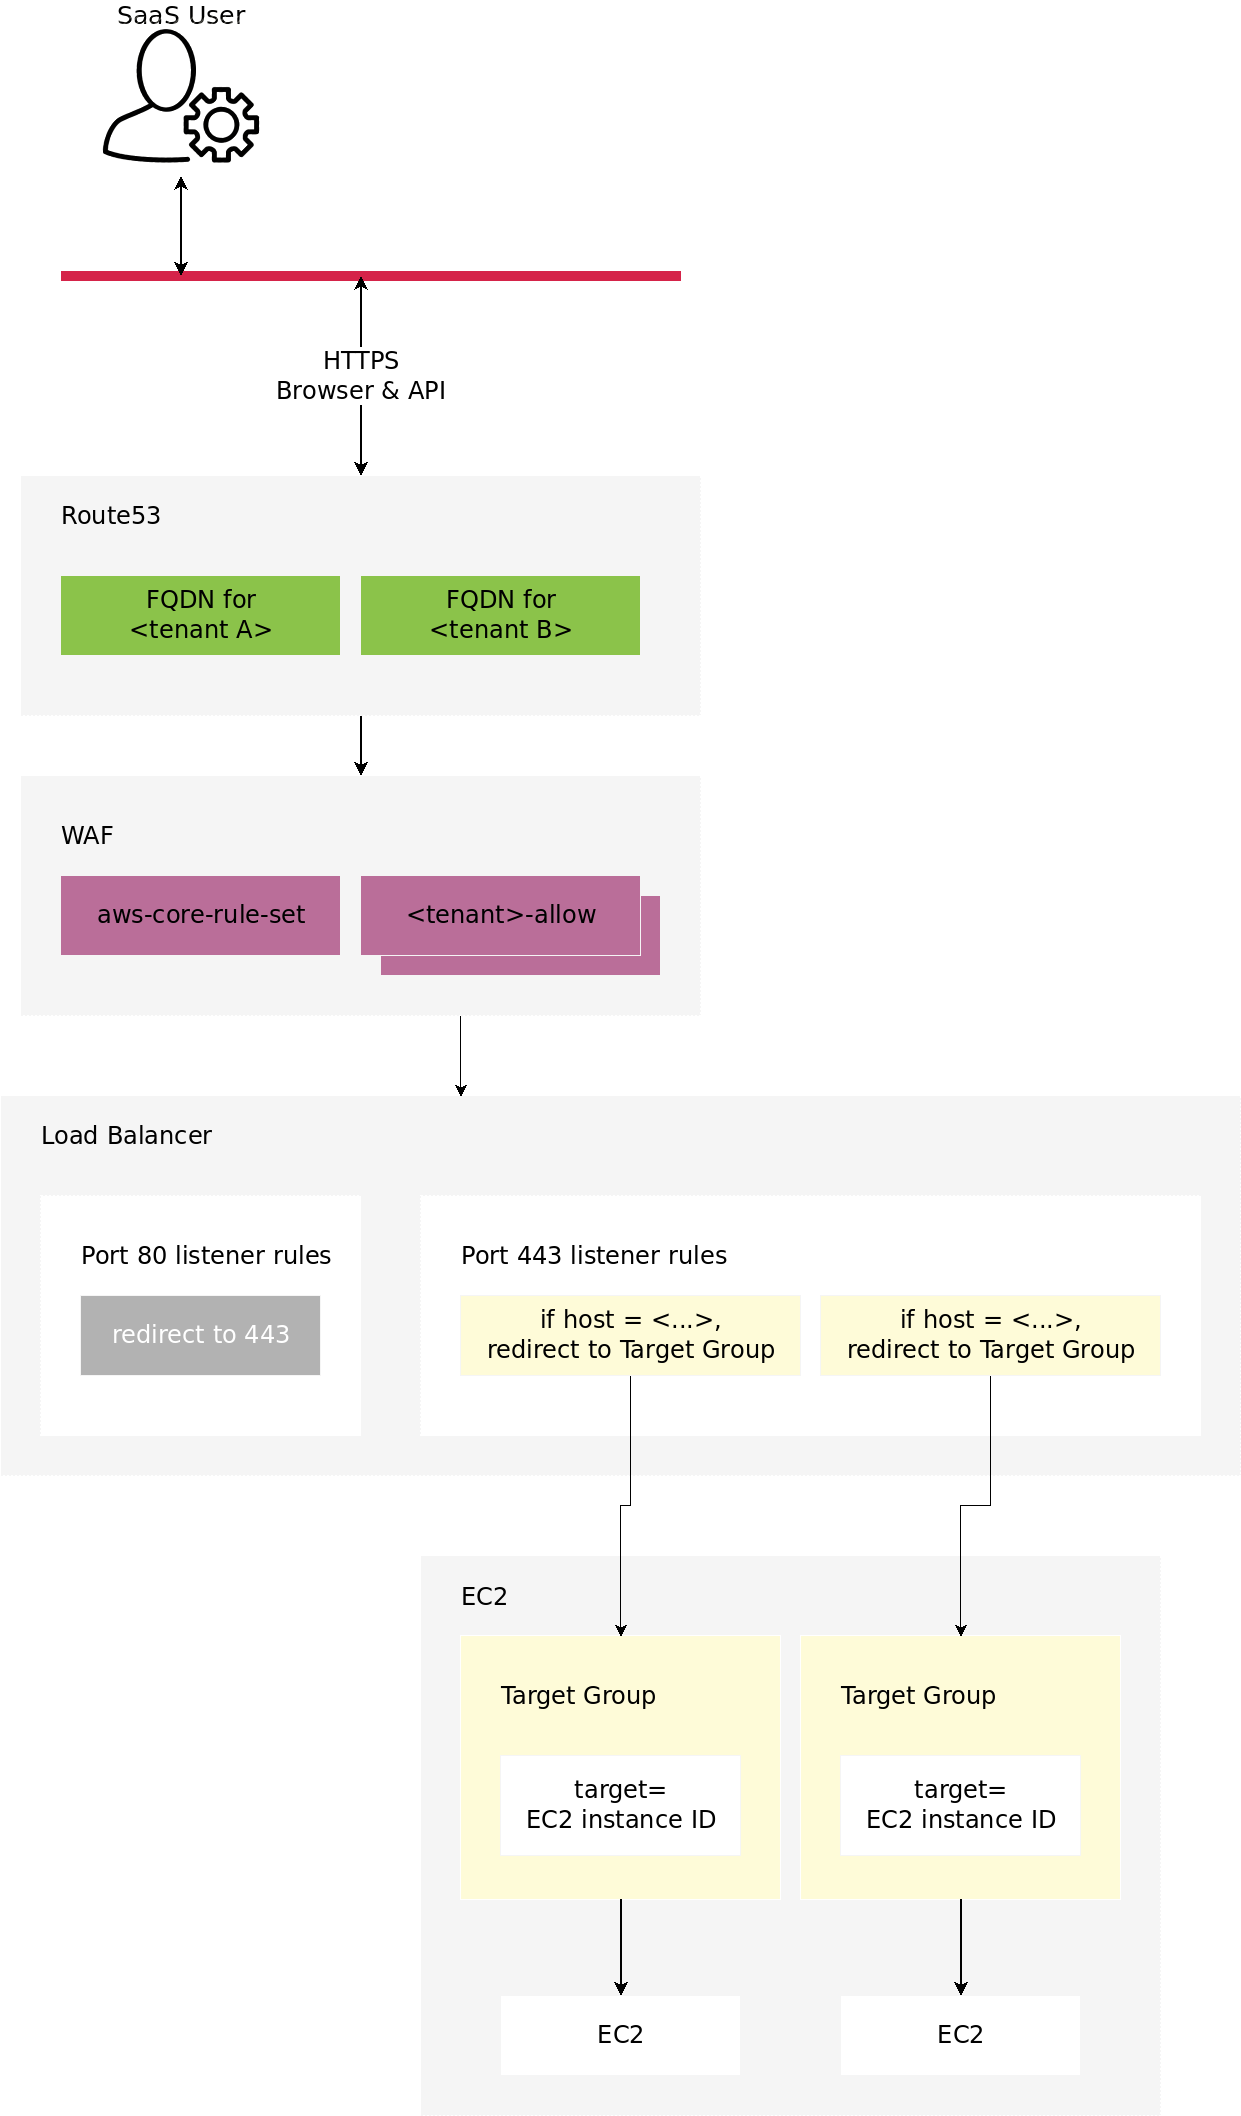 SaaS User
HTTPS
Browser & API
Route53
FQDN for
<tenant A>
FQDN for
<tenant B>
WAF
aws-core-rule-set
<tenant>-allow
Load Balancer
Port 80 listener rules
redirect to 443
Port 443 listener rules
if host = <...>,
redirect to Target Group
if host = <...>,
redirect to Target Group
EC2
Target Group
target=
EC2 instance ID
Target Group
target=
EC2 instance ID
EC2
EC2